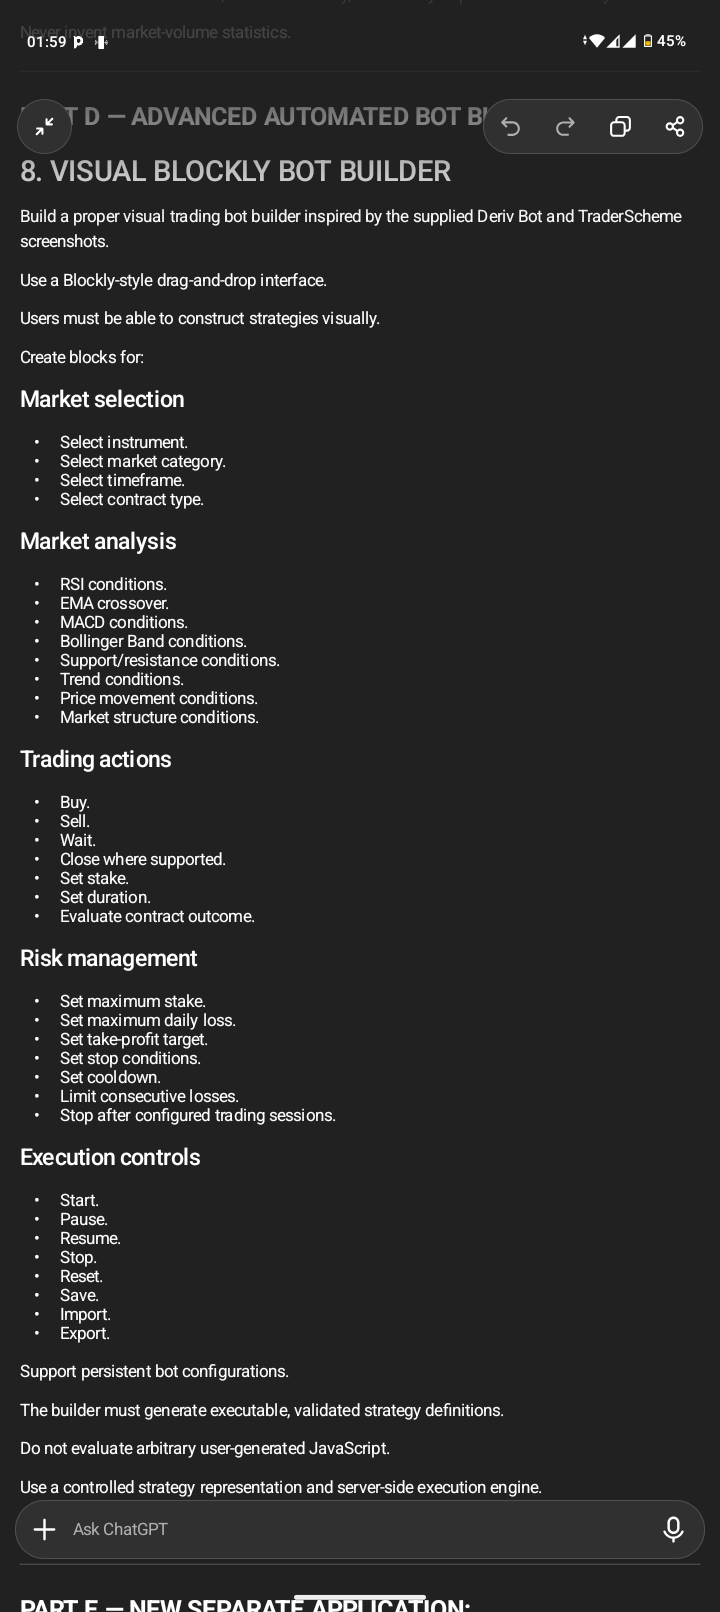 Never invent market-volume statistics.
01:59
45%
T D — ADVANCED AUTOMATED BOT
8. VISUAL BLOCKLY BOT BUILDER
Build a proper visual trading bot builder inspired by the supplied Deriv Bot and TraderScheme
screenshots.
Use a Blockly-style drag-and-drop interface.
Users must be able to construct strategies visually.
Create blocks for:
Market selection
• Select instrument.
• Select market category.
• Select timeframe.
• Select contract type.
Market analysis
• RSI conditions.
• EMA crossover.
• MACD conditions.
• Bollinger Band conditions.
• Support/resistance conditions.
• Trend conditions.
• Price movement conditions.
• Market structure conditions.
Trading actions
• Buy.
• Sell.
• Wait.
• Close where supported.
• Set stake.
• Set duration.
• Evaluate contract outcome.
Risk management
• Set maximum stake.
• Set maximum daily loss.
• Set take-profit target.
• Set stop conditions.
• Set cooldown.
• Limit consecutive losses.
• Stop after configured trading sessions.
Execution controls
• Start.
• Pause.
• Resume.
• Stop.
• Reset.
• Save.
• Import.
• Export.
Support persistent bot configurations.
The builder must generate executable, validated strategy definitions.
Do not evaluate arbitrary user-generated JavaScript.
Use a controlled strategy representation and server-side execution engine.
Ask ChatGPT
PART E — NEW SEPARATE APPLICATION: